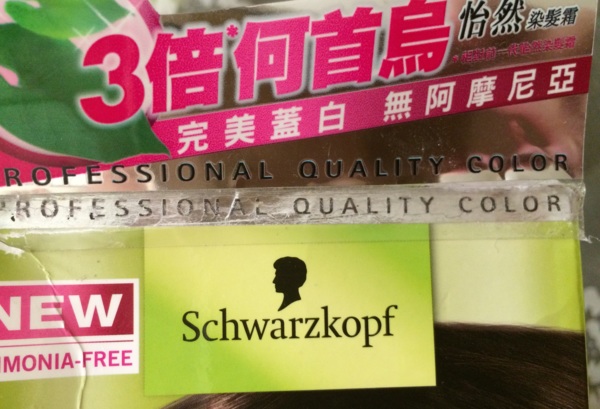 3倍*何首烏
怡然染髮霜
完美蓋白 無阿摩尼亞
ROFESSIONAL QUALITY COLOR
PROFESSIONAL QUALITY COLOR
Schwarzkopf
NEW
MONIA-FREE